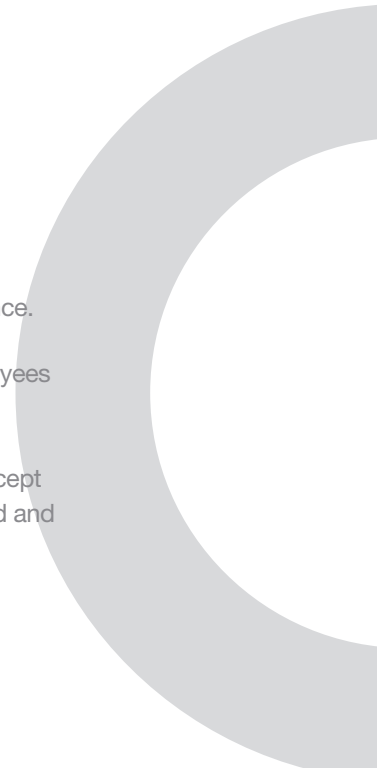 ce.
yees
cept
d and